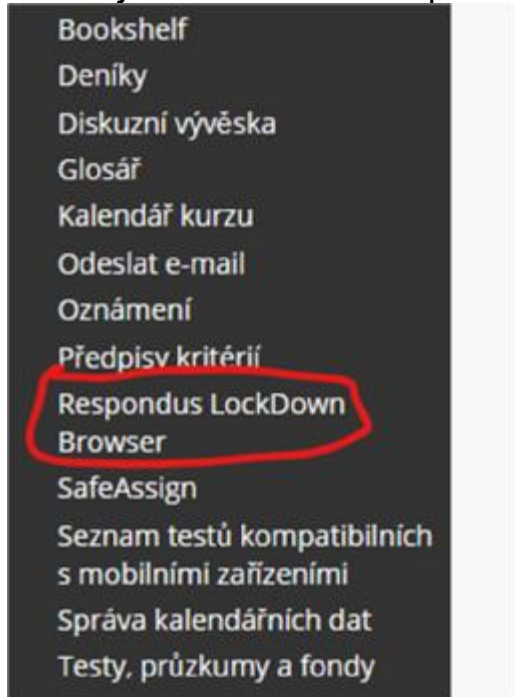 Bookshelf
Deníky
Diskuzní vývěska
Glosář
Kalendář kurzu
Odeslat e-mail
Oznámení
Předpisy kritérií
Respondus LockDown
Browser
SafeAssign
Seznam testů kompatibilních
s mobilními zařízeními
Správa kalendářních dat
Testy, průzkumy a fondy